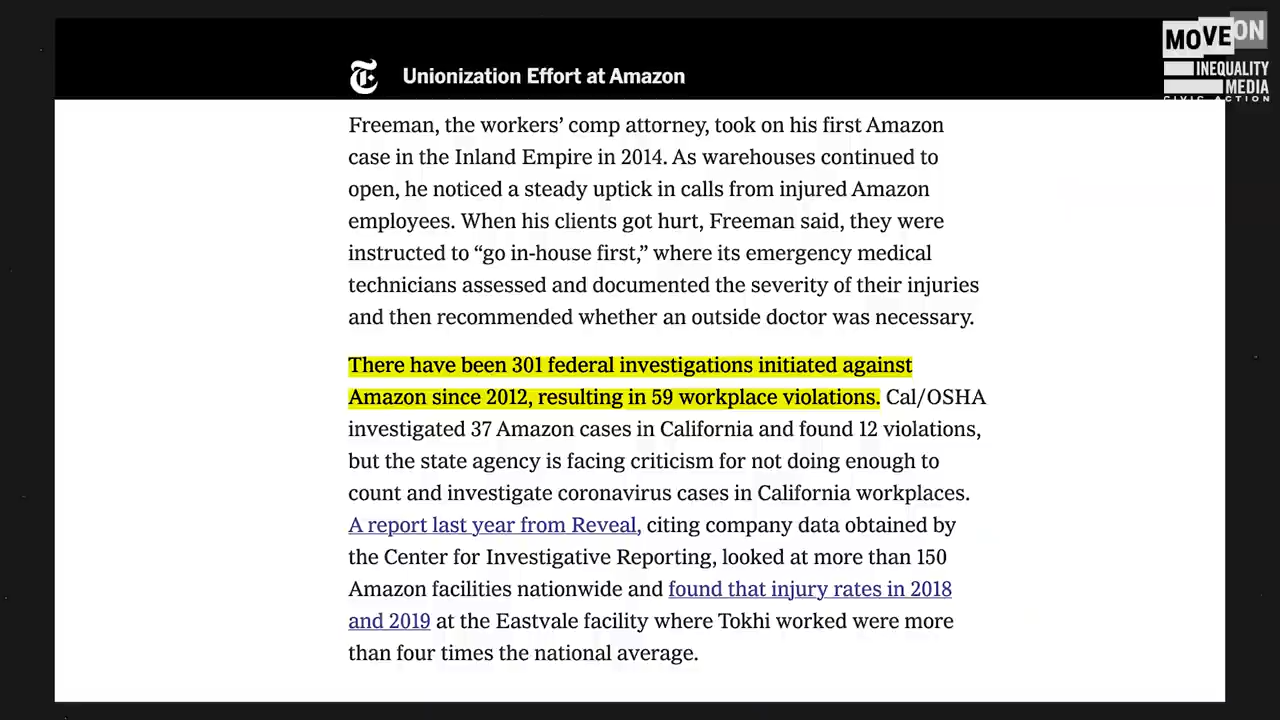 MOVEON
INEQUALITY
MEDIA
CIVIC ACTION
Unionization Effort at Amazon
Freeman, the workers’ comp attorney, took on his first Amazon
case in the Inland Empire in 2014. As warehouses continued to
open, he noticed a steady uptick in calls from injured Amazon
employees. When his clients got hurt, Freeman said, they were
instructed to “go in-house first,” where its emergency medical
technicians assessed and documented the severity of their injuries
and then recommended whether an outside doctor was necessary.
There have been 301 federal investigations initiated against
Amazon since 2012, resulting in 59 workplace violations. Cal/OSHA
investigated 37 Amazon cases in California and found 12 violations,
but the state agency is facing criticism for not doing enough to
count and investigate coronavirus cases in California workplaces.
A report last year from Reveal, citing company data obtained by
the Center for Investigative Reporting, looked at more than 150
Amazon facilities nationwide and found that injury rates in 2018
and 2019 at the Eastvale facility where Tokhi worked were more
than four times the national average.